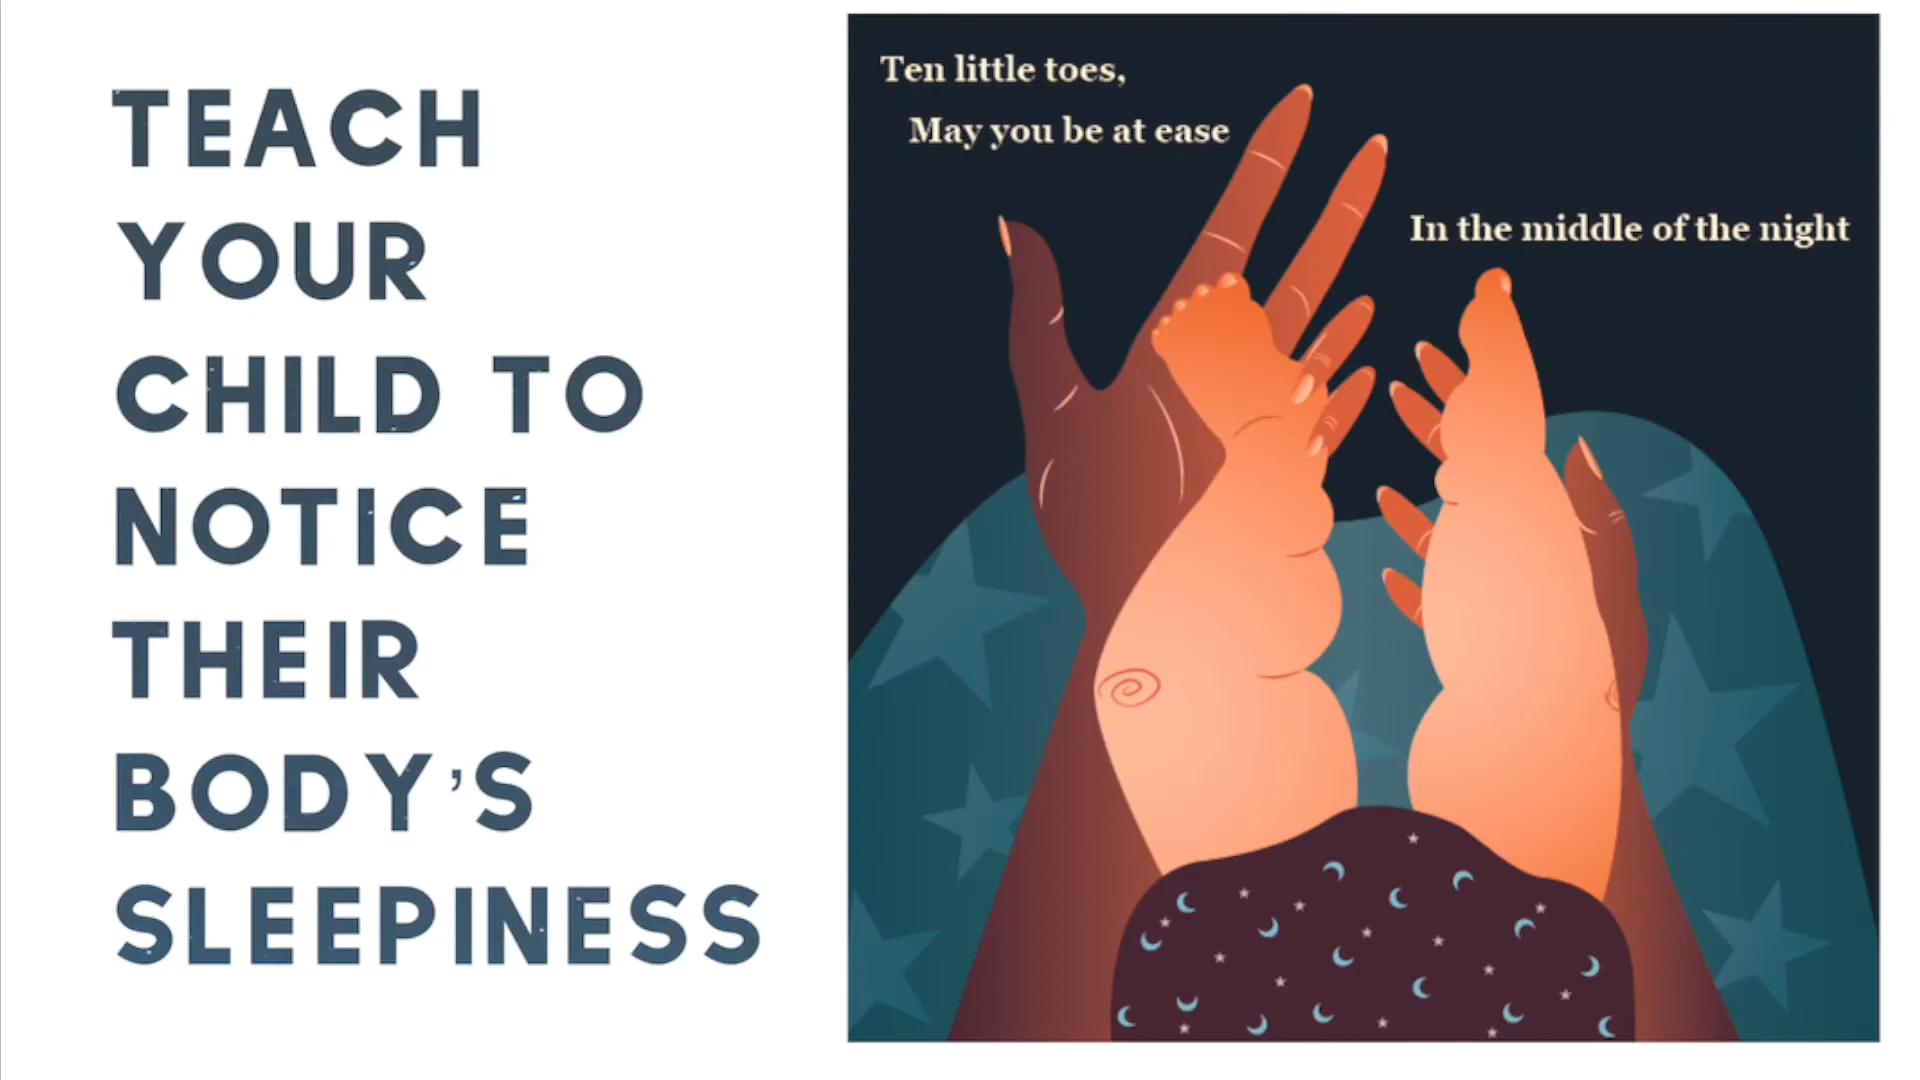 TEACH
YOUR
CHILD TO
NOTICE
THEIR
BODY'S
SLEEPINESS
Ten little toes,
May you be at ease
In the middle of the night